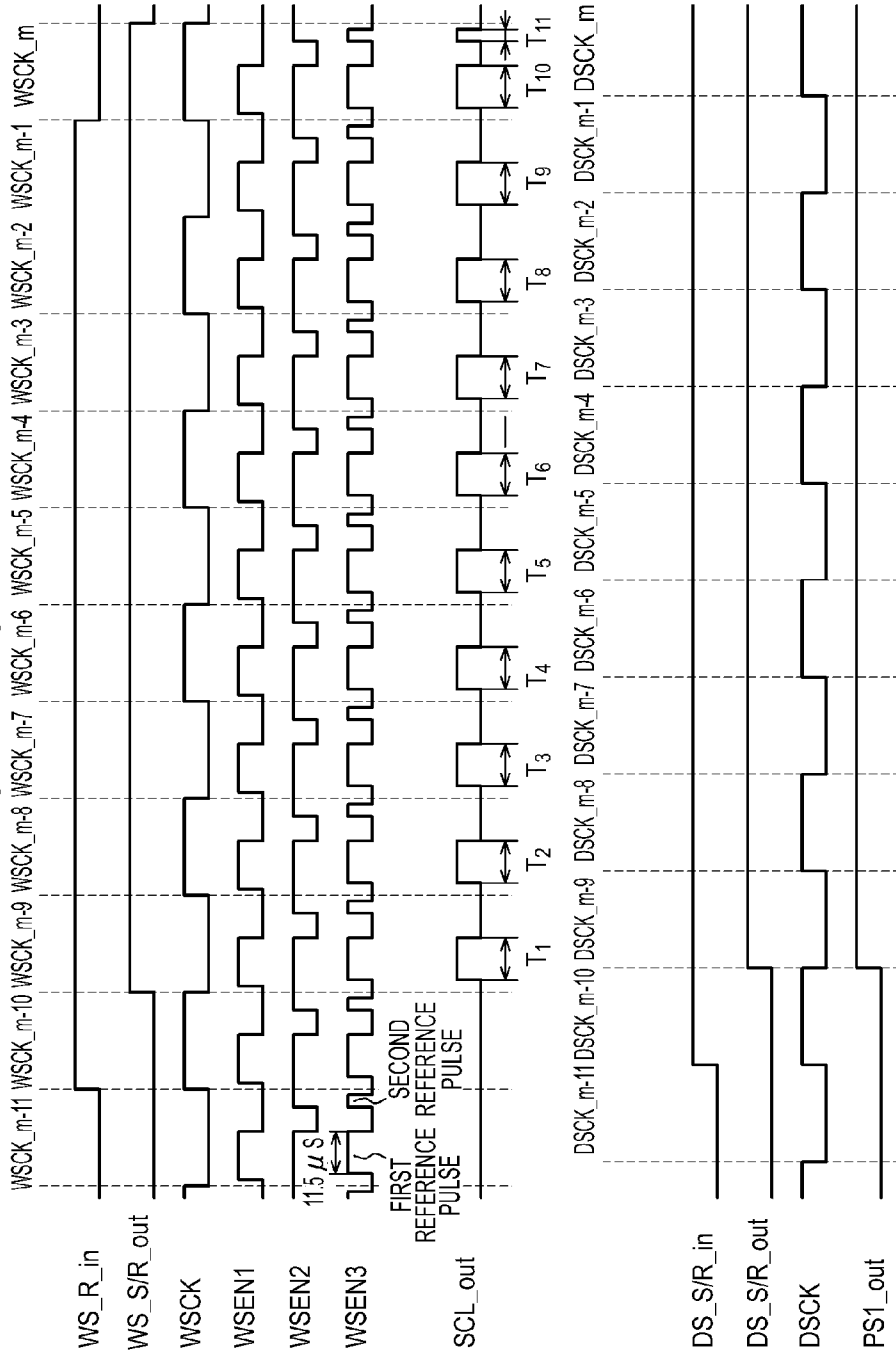 WSCK_m-11 WSCK_m-10 WSCK_m-9 WSCK_m-8 WSCK_m-7 WSCK_m-6 WSCK_m-5 WSCK_m-4 WSCK_m-3 WSCK_m-2 WSCK_m-1 WSCK_m
WS_R_in
WS_S/R_out
WSCK
WSEN1
WSEN2
11.5 μS
WSEN3
FIRST REFERENCE PULSE
SECOND REFERENCE PULSE
SCL_out
T1 T2 T3 T4 T5 T6 T7 T8 T9 T10 T11
DSCK_m-11 DSCK_m-10 DSCK_m-9 DSCK_m-8 DSCK_m-7 DSCK_m-6 DSCK_m-5 DSCK_m-4 DSCK_m-3 DSCK_m-2 DSCK_m-1 DSCK_m
DS_S/R_in
DS_S/R_out
DSCK
PS1_out